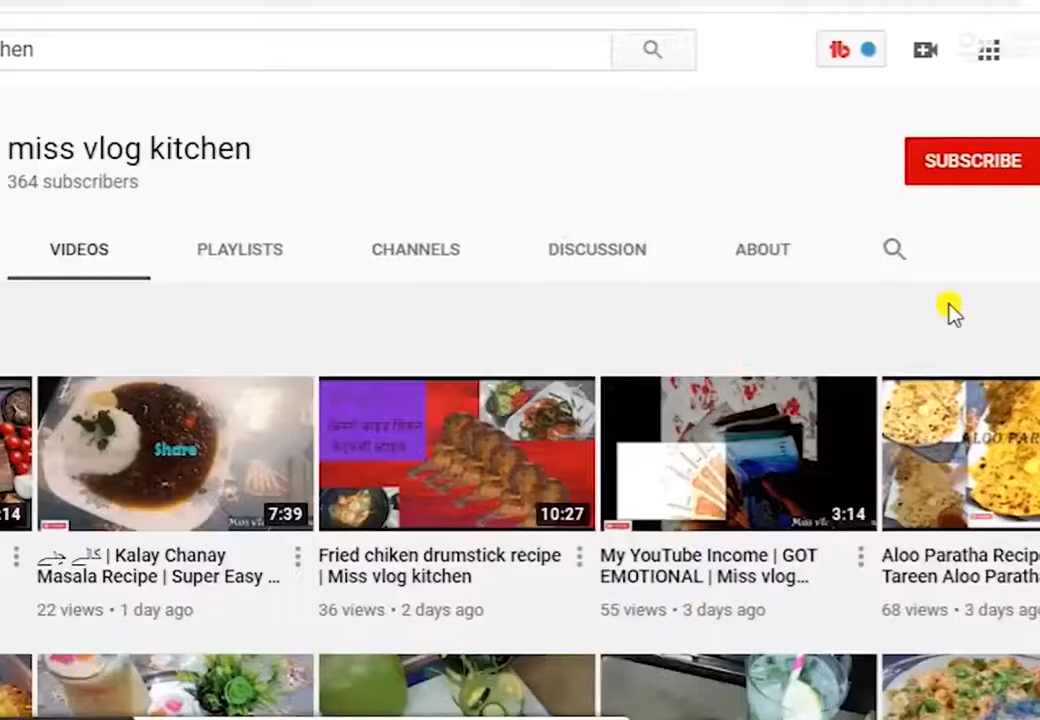 hen
miss vlog kitchen
364 subscribers
SUBSCRIBE
VIDEOS
PLAYLISTS
CHANNELS
DISCUSSION
ABOUT
:14
Share
7:39
10:27
3:14
| Kalay Chanay
Masala Recipe | Super Easy ...
22 views • 1 day ago
Fried chiken drumstick recipe
| Miss vlog kitchen
36 views • 2 days ago
My YouTube Income | GOT
EMOTIONAL | Miss vlog...
55 views • 3 days ago
Aloo Paratha Recip
Tareen Aloo Parath
68 views • 3 days ag